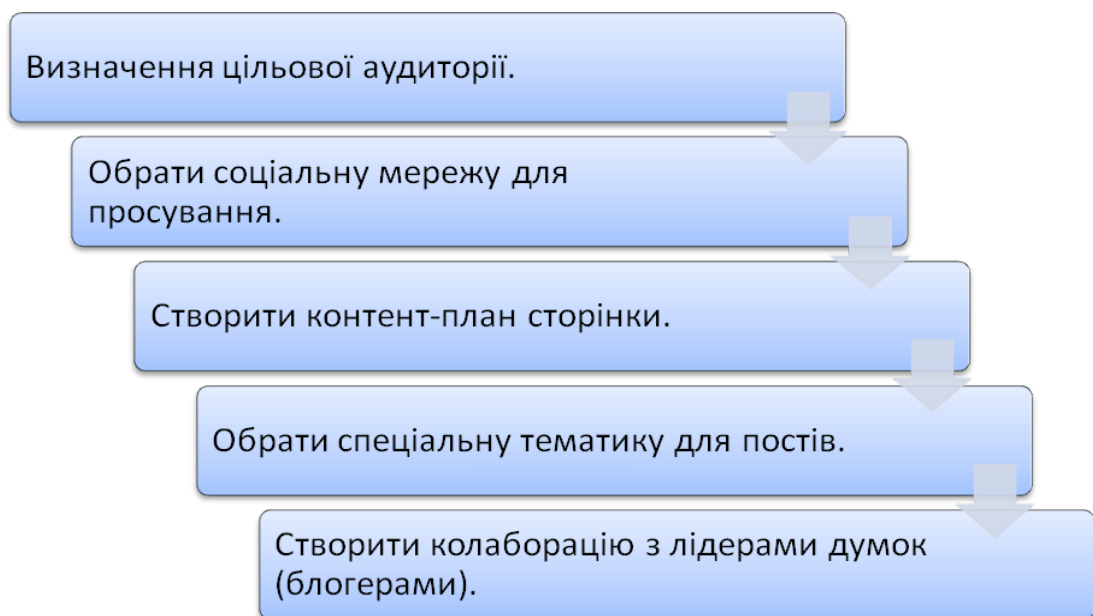 Визначення цільової аудиторії.
Обрати соціальну мережу для
просування.
Створити контент-план сторінки.
Обрати спеціальну тематику для постів.
Створити колаборацію з лідерами думок
(блогерами).